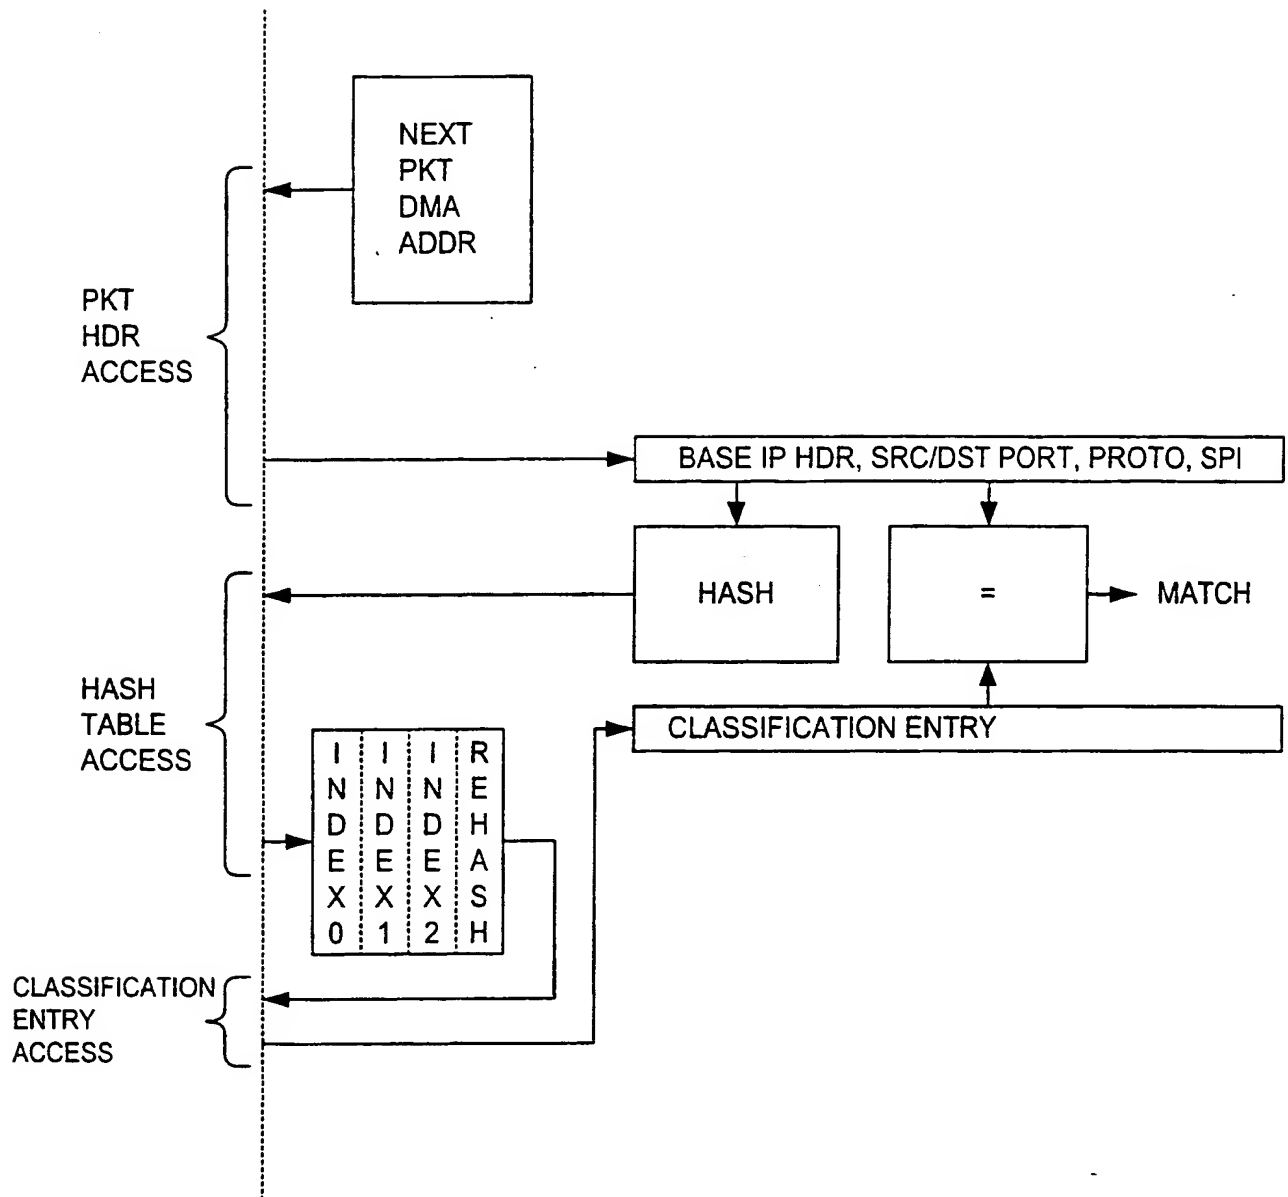 NEXT
PKT
DMA
ADDR
PKT
HDR
ACCESS
BASE IP HDR, SRC/DST PORT, PROTO, SPI
HASH
=
MATCH
HASH
TABLE
ACCESS
CLASSIFICATION ENTRY
INDEX0
INDEX1
INDEX2
REHASH
CLASSIFICATION
ENTRY
ACCESS